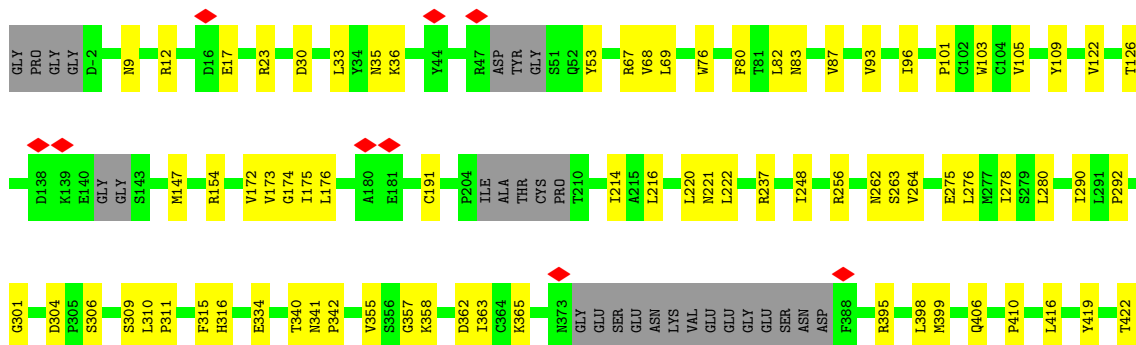 GLY PRO GLY GLY D-2 N9 R12 D16 E17 R23 D30 L33 Y34 N35 K36 Y44 R47 ASP TYR GLY S51 Q52 Y53 R67 V68 L69 W76 F80 T81 L82 N83 V87 V93 I96 P101 C102 W103 C104 V105 Y109 V122 T126
D138 K139 E140 GLY GLY S143 M147 R154 V172 V173 G174 I175 L176 A180 E181 C191 P204 ILE ALA THR CYS PRO T210 I214 A215 L216 L220 N221 L222 R237 I248 R256 N262 S263 V264 E275 L276 M277 I278 S279 L280 I290 L291 P292
G301 D304 P305 S306 S309 L310 P311 F315 H316 E334 T340 N341 P342 V355 S356 G357 K358 D362 I363 C364 K365 N373 GLY GLU SER GLU ASN LYS VAL GLU GLU GLY GLU SER ASN ASP F388 R395 L398 M399 Q406 P410 L416 Y419 T422